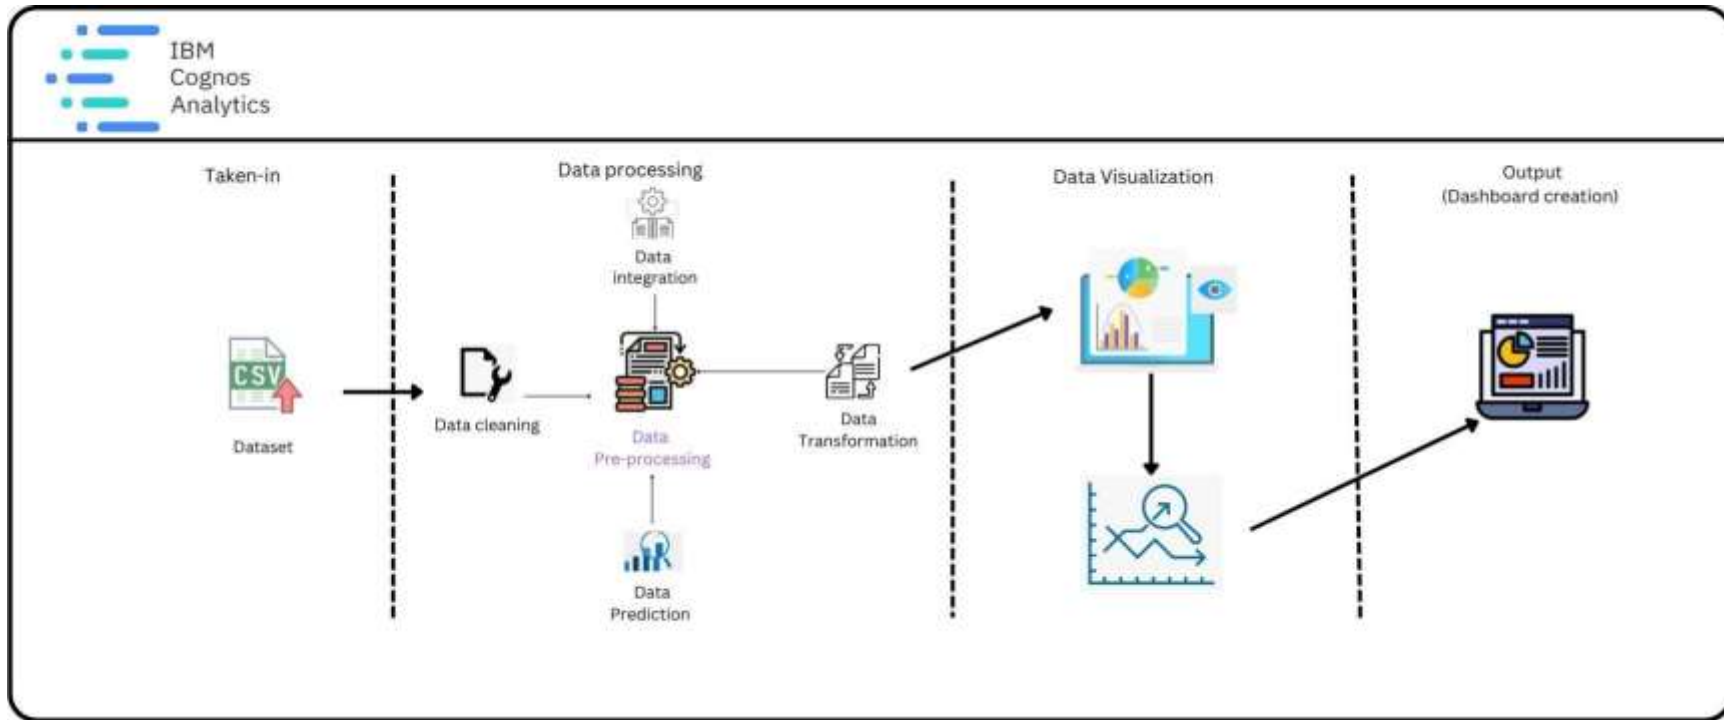 IBM
Cognos
Analytics
Taken-in
Data processing
Data Visualization
Output
(Dashboard creation)
Data
integration
CSV
Dataset
Data cleaning
Data
Pre-processing
Data
Transformation
Data
Prediction